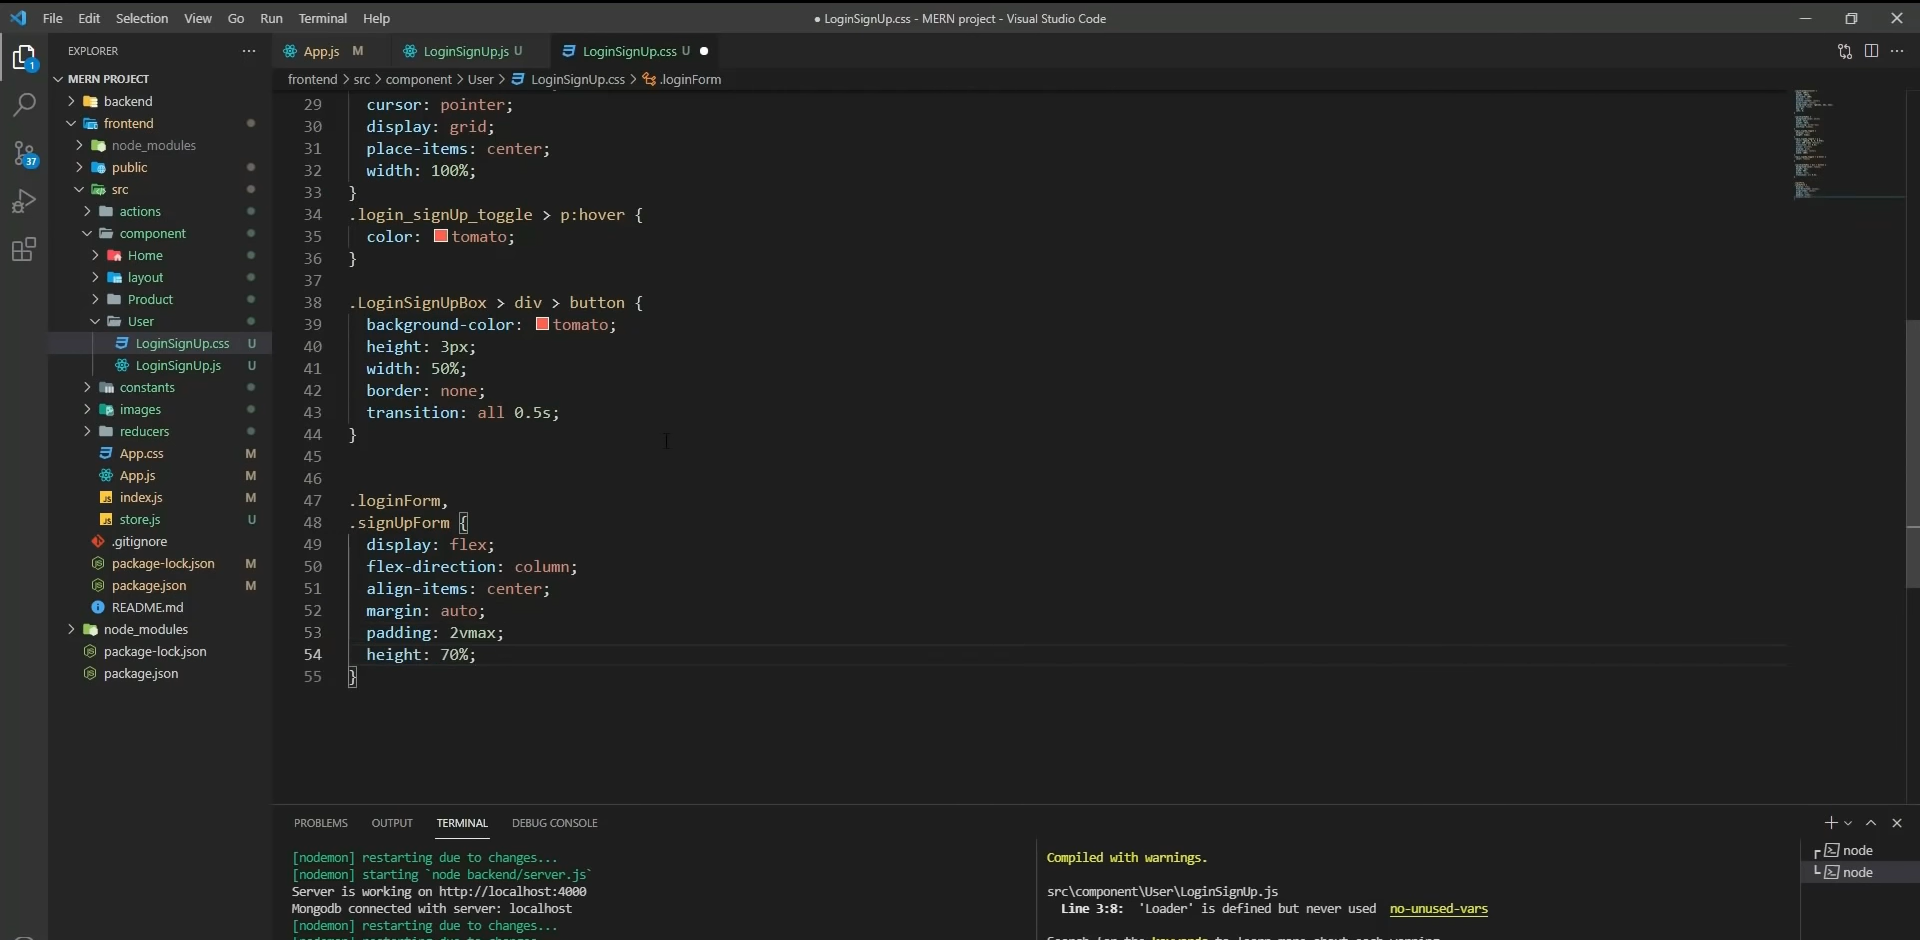 File Edit Selection View Go Run Terminal Help
● LoginSignUp.css - MERN project - Visual Studio Code
EXPLORER
MERN PROJECT
backend
frontend
node_modules
public
src
actions
component
Home
layout
Product
User
LoginSignUp.css U
LoginSignUp.js U
constants
images
reducers
App.css M
App.js M
index.js M
store.js U
.gitignore
package-lock.json M
package.json M
README.md
node_modules
package-lock.json
package.json
1
37
App.js M LoginSignUp.js U LoginSignUp.css U
frontend > src > component > User > LoginSignUp.css > .loginForm
29 cursor: pointer;
30 display: grid;
31 place-items: center;
32 width: 100%;
33 }
34 .login_signUp_toggle > p:hover {
35 color: tomato;
36 }
37
38 .LoginSignUpBox > div > button {
39 background-color: tomato;
40 height: 3px;
41 width: 50%;
42 border: none;
43 transition: all 0.5s;
44 }
45
46
47 .loginForm,
48 .signUpForm {
49 display: flex;
50 flex-direction: column;
51 align-items: center;
52 margin: auto;
53 padding: 2vmax;
54 height: 70%;
55 }
PROBLEMS OUTPUT TERMINAL DEBUG CONSOLE
[nodemon] restarting due to changes...
[nodemon] starting `node backend/server.js`
Server is working on http://localhost:4000
Mongodb connected with server: localhost
[nodemon] restarting due to changes...
Compiled with warnings.
src\component\User\LoginSignUp.js
Line 3:8: 'Loader' is defined but never used no-unused-vars
node
node